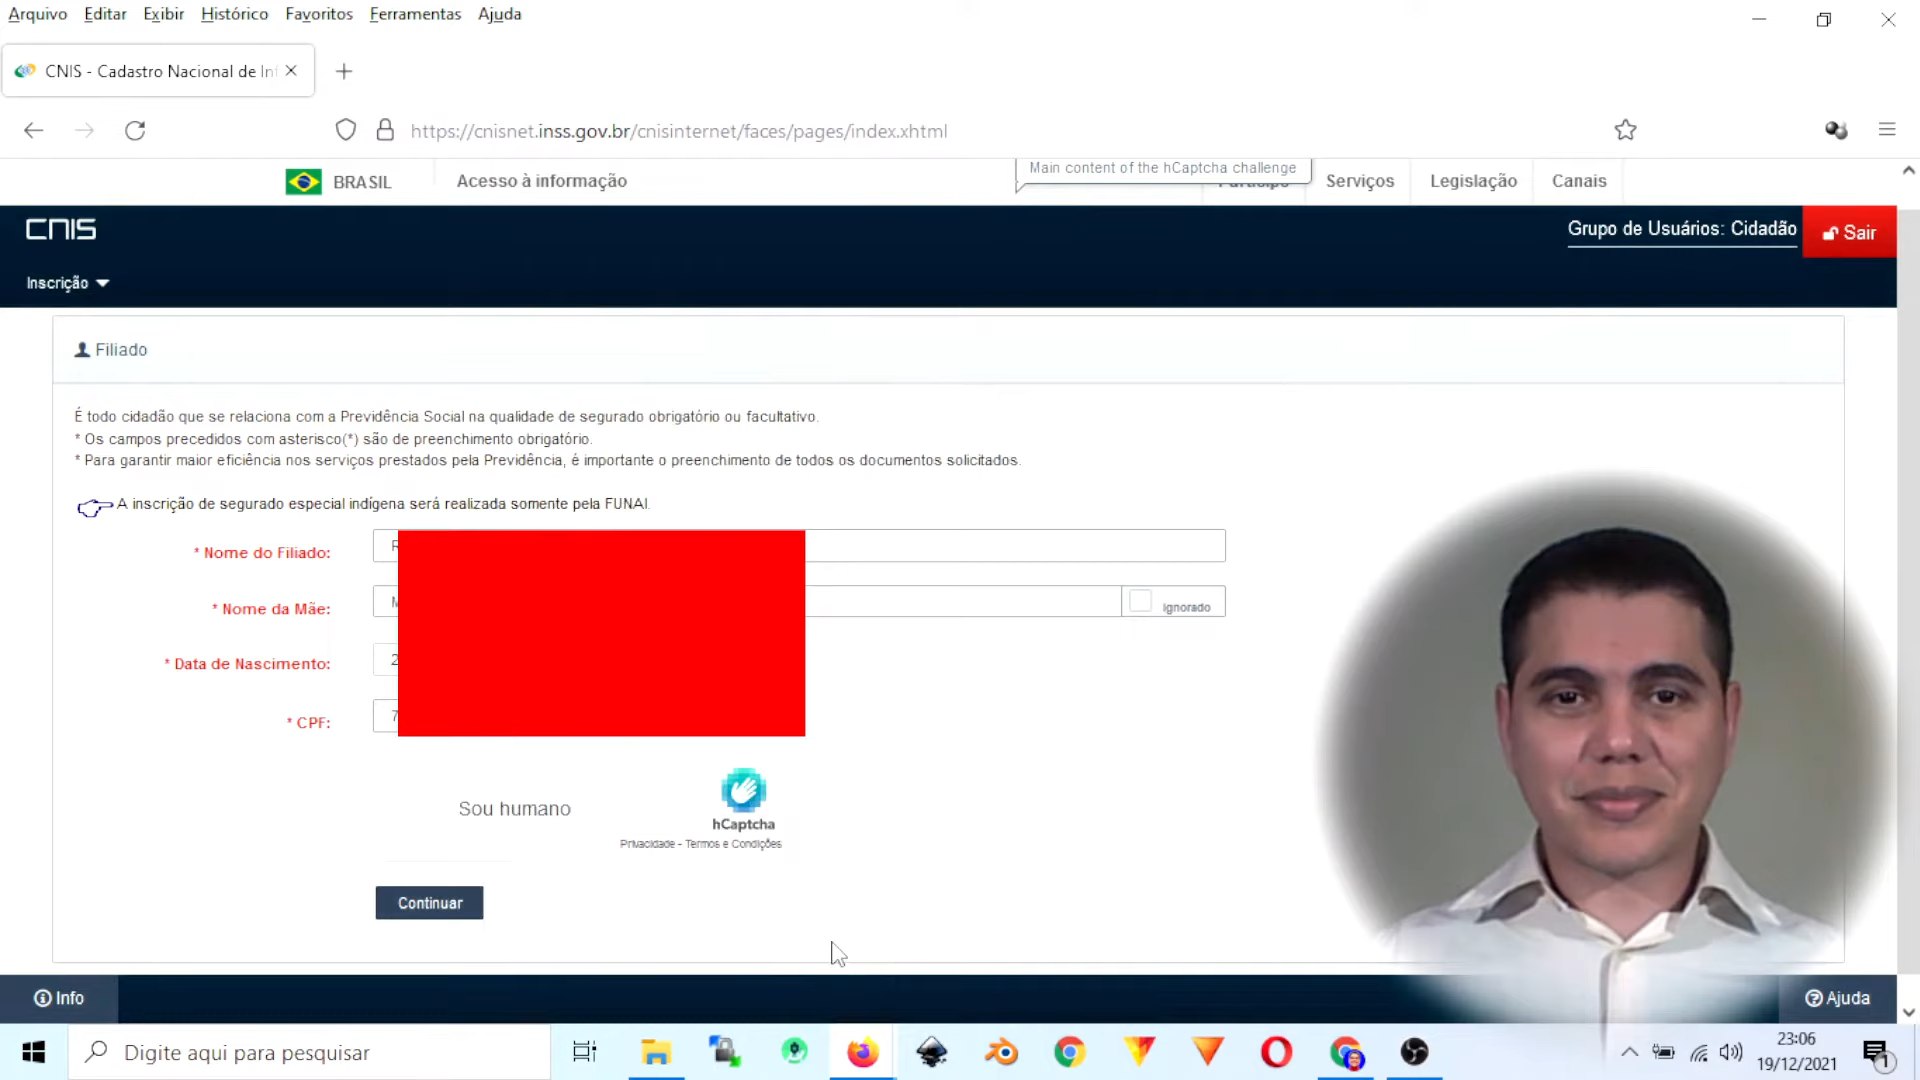 Arquivo Editar Exibir Histórico Favoritos Ferramentas Ajuda
CNIS - Cadastro Nacional de In
https://cnisnet.inss.gov.br/cnisinternet/faces/pages/index.xhtml
BRASIL Acesso à informação
Main content of the hCaptcha challenge
Serviços Legislação Canais
CNIS
Grupo de Usuários: Cidadão
Sair
Inscrição
Filiado
É todo cidadão que se relaciona com a Previdência Social na qualidade de segurado obrigatório ou facultativo.
* Os campos precedidos com asterisco(*) são de preenchimento obrigatório.
* Para garantir maior eficiência nos serviços prestados pela Previdência, é importante o preenchimento de todos os documentos solicitados.
A inscrição de segurado especial indígena será realizada somente pela FUNAI.
* Nome do Filiado:
* Nome da Mãe:
Ignorado
* Data de Nascimento: 2
* CPF: 7
Sou humano
hCaptcha
Privacidade - Termos e Condições
Continuar
Info
Ajuda
Digite aqui para pesquisar
23:06
19/12/2021
1